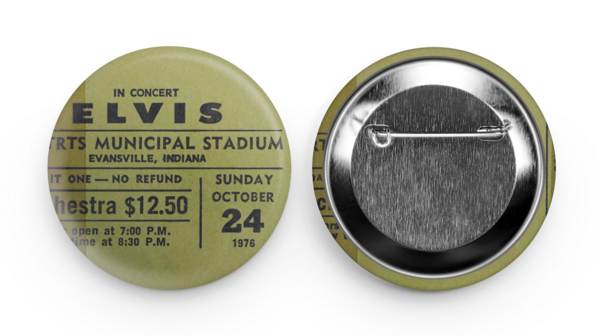 IN CONCERT
ELVIS
RTS MUNICIPAL STADIUM
EVANSVILLE, INDIANA
IT ONE — NO REFUND
hestra $12.50
open at 7:00 P.M.
time at 8:30 P.M.
SUNDAY
OCTOBER
24
1976